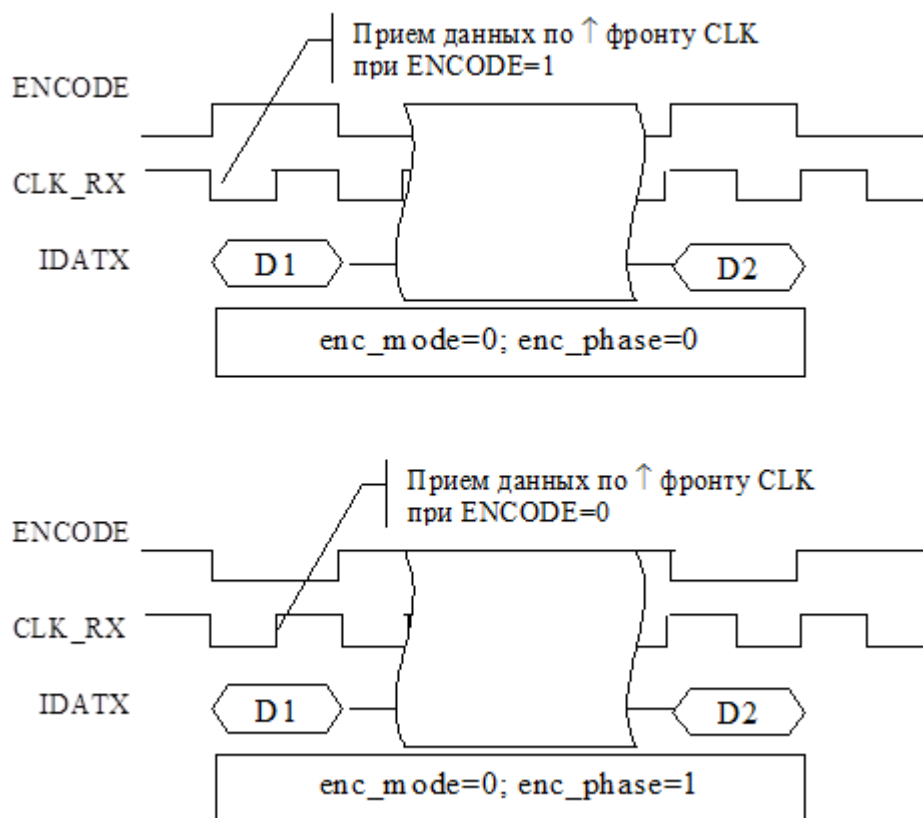 Прием данных по ↑ фронту CLK
при ENCODE=1
ENCODE
CLK_RX
IDATX
D1
D2
enc_mode=0; enc_phase=0
Прием данных по ↑ фронту CLK
при ENCODE=0
ENCODE
CLK_RX
IDATX
D1
D2
enc_mode=0; enc_phase=1